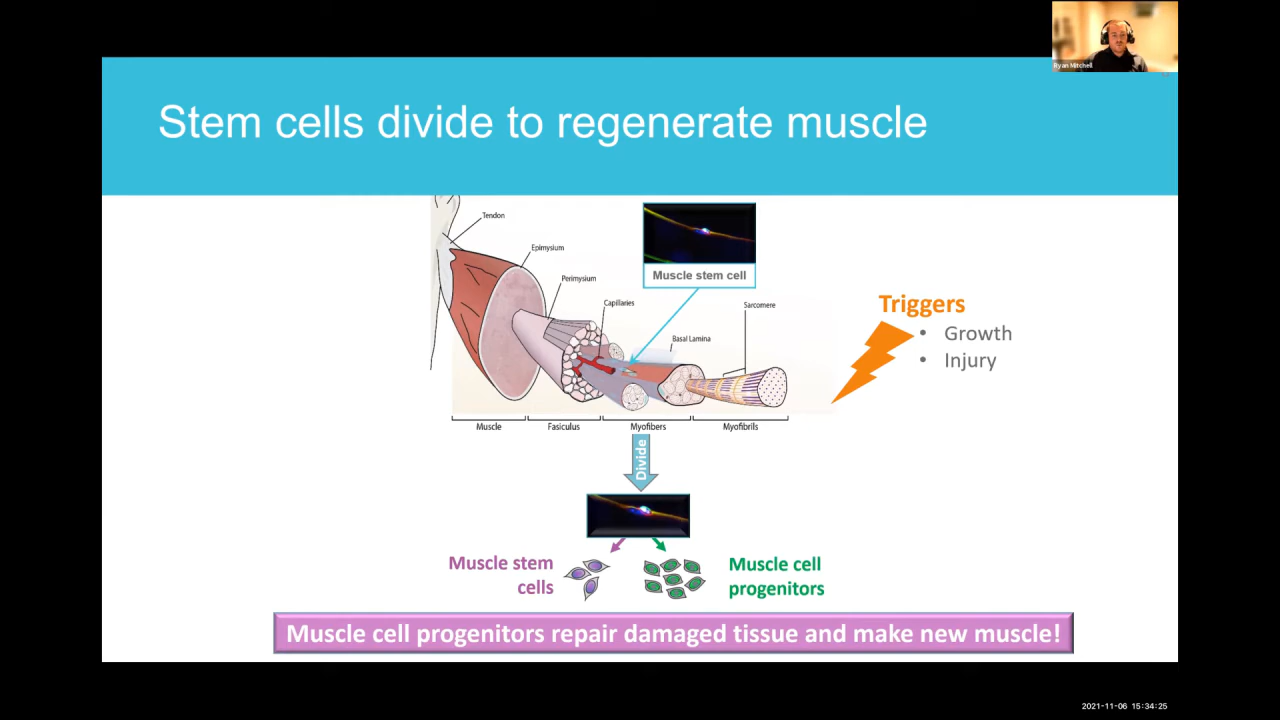 Ryan Mitchell
Stem cells divide to regenerate muscle
Tendon
Epimysium
Perimysium
Capillaries
Muscle stem cell
Sarcomere
Basal Lamina
Triggers
• Growth
• Injury
Muscle
Fasiculus
Myofibers
Myofibrils
Divide
Muscle stem
cells
Muscle cell
progenitors
Muscle cell progenitors repair damaged tissue and make new muscle!
2021-11-06 15:34:25